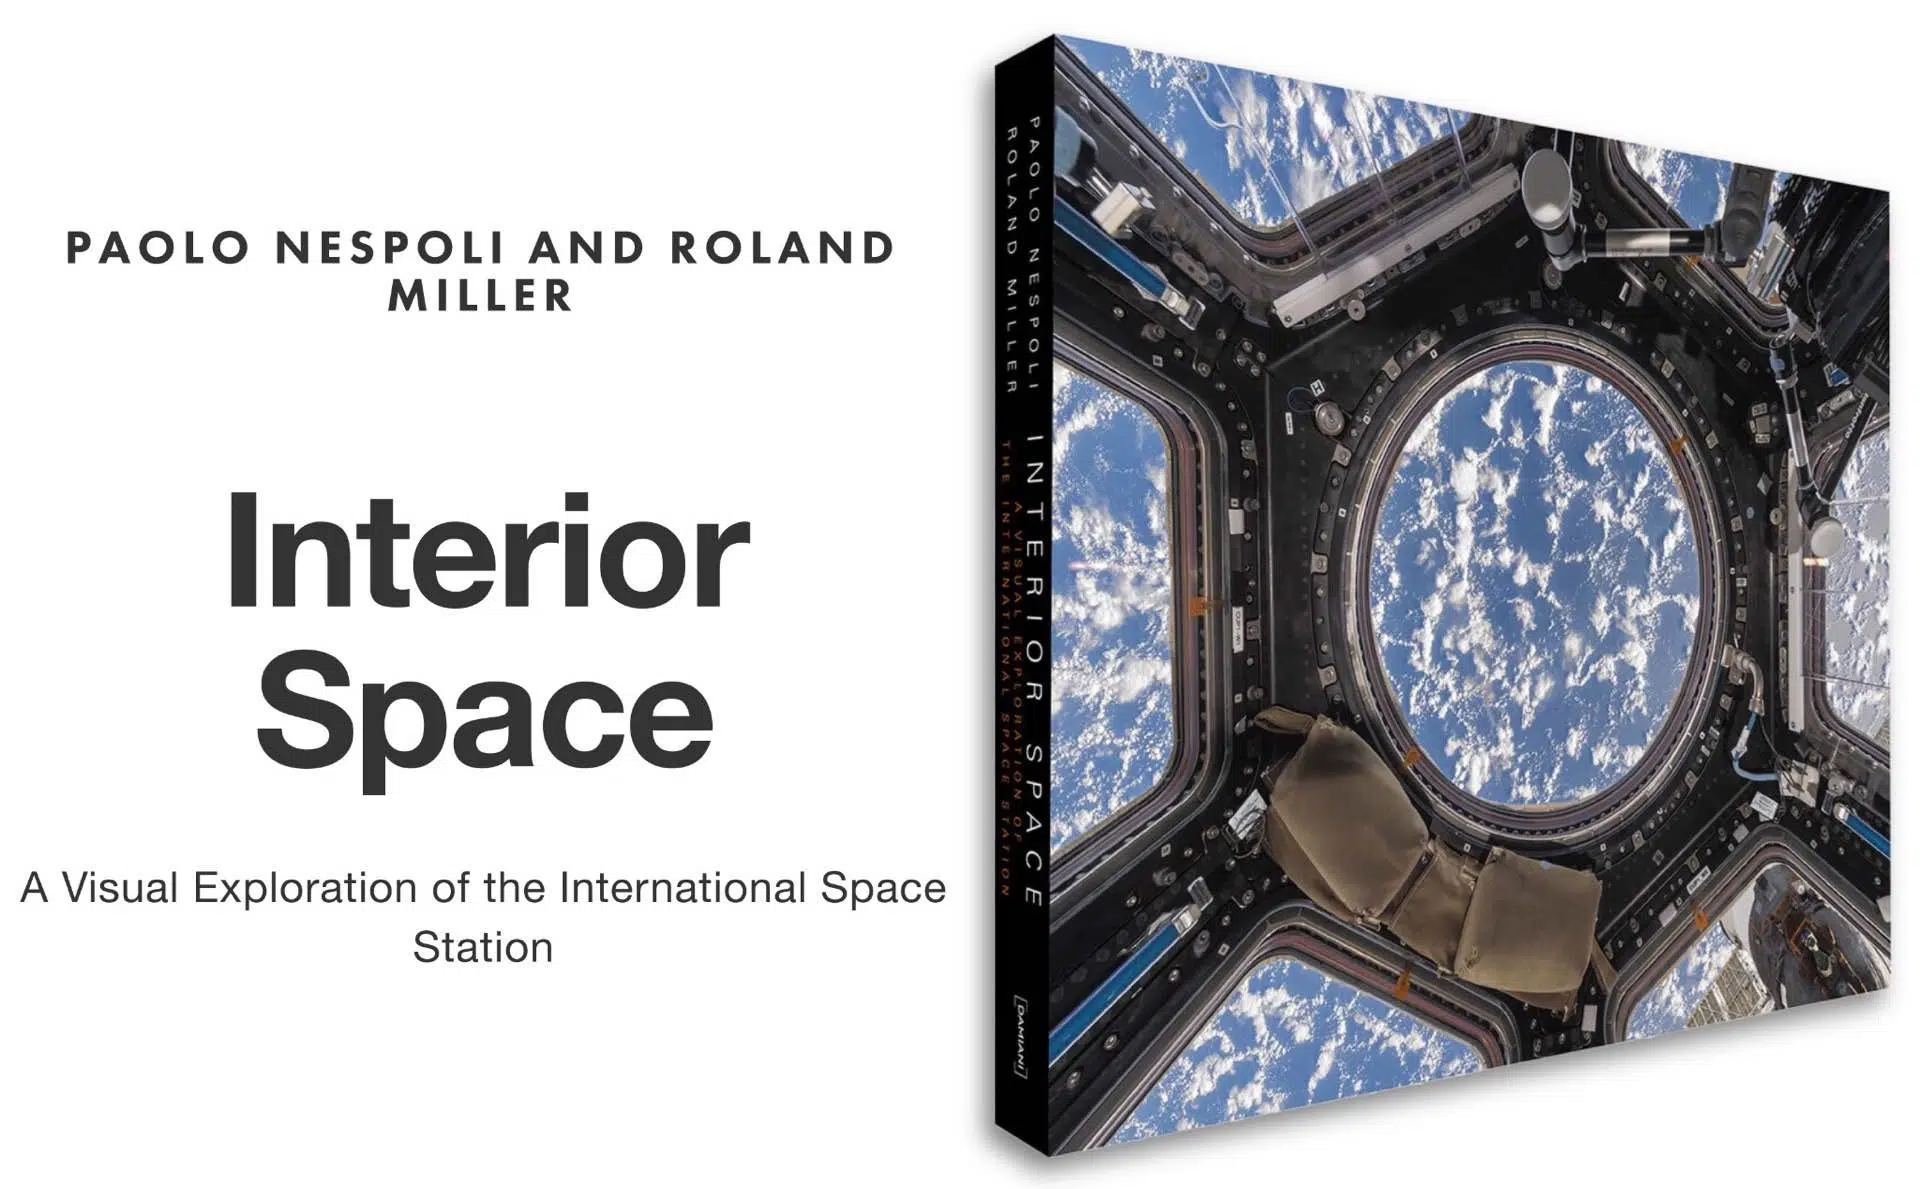 PAOLO NESPOLI AND ROLAND
MILLER
Interior
Space
A Visual Exploration of the International Space
Station
PAOLO NESPOLI
ROLAND MILLER
INTERIOR SPACE
A VISUAL EXPLORATION OF
THE INTERNATIONAL SPACE STATION
[DAMIANI]